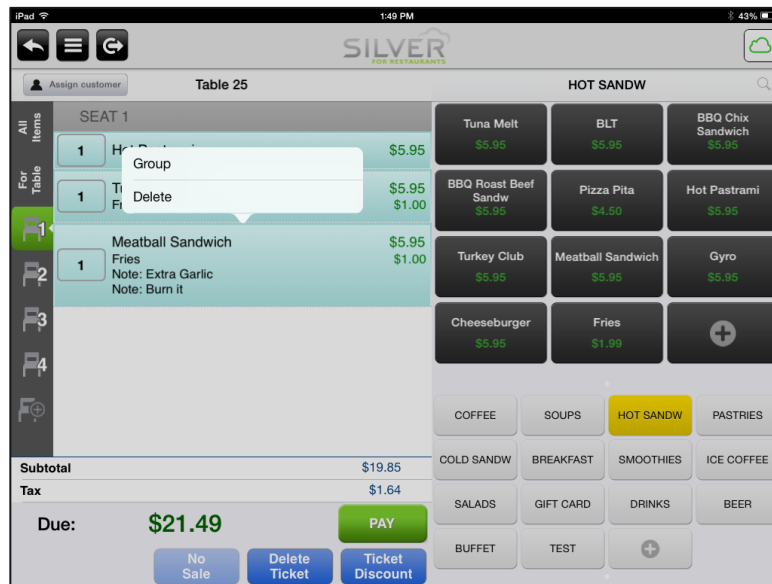 iPad
1:49 PM
43%
SILVER
FOR RESTAURANTS
Assign customer
Table 25
HOT SANDW
All Items
For Table
1
2
3
4
SEAT 1
1
$5.95
1
$5.95
$1.00
Group
Delete
1
Meatball Sandwich
$5.95
Fries
$1.00
Note: Extra Garlic
Note: Burn it
Subtotal
$19.85
Tax
$1.64
Due:
$21.49
PAY
No Sale
Delete Ticket
Ticket Discount
Tuna Melt
$5.95
BLT
$5.95
BBQ Chix Sandwich
$5.95
BBQ Roast Beef Sandw
$5.95
Pizza Pita
$4.50
Hot Pastrami
$5.95
Turkey Club
$5.95
Meatball Sandwich
$5.95
Gyro
$5.95
Cheeseburger
$5.95
Fries
$1.99
COFFEE
SOUPS
HOT SANDW
PASTRIES
COLD SANDW
BREAKFAST
SMOOTHIES
ICE COFFEE
SALADS
GIFT CARD
DRINKS
BEER
BUFFET
TEST